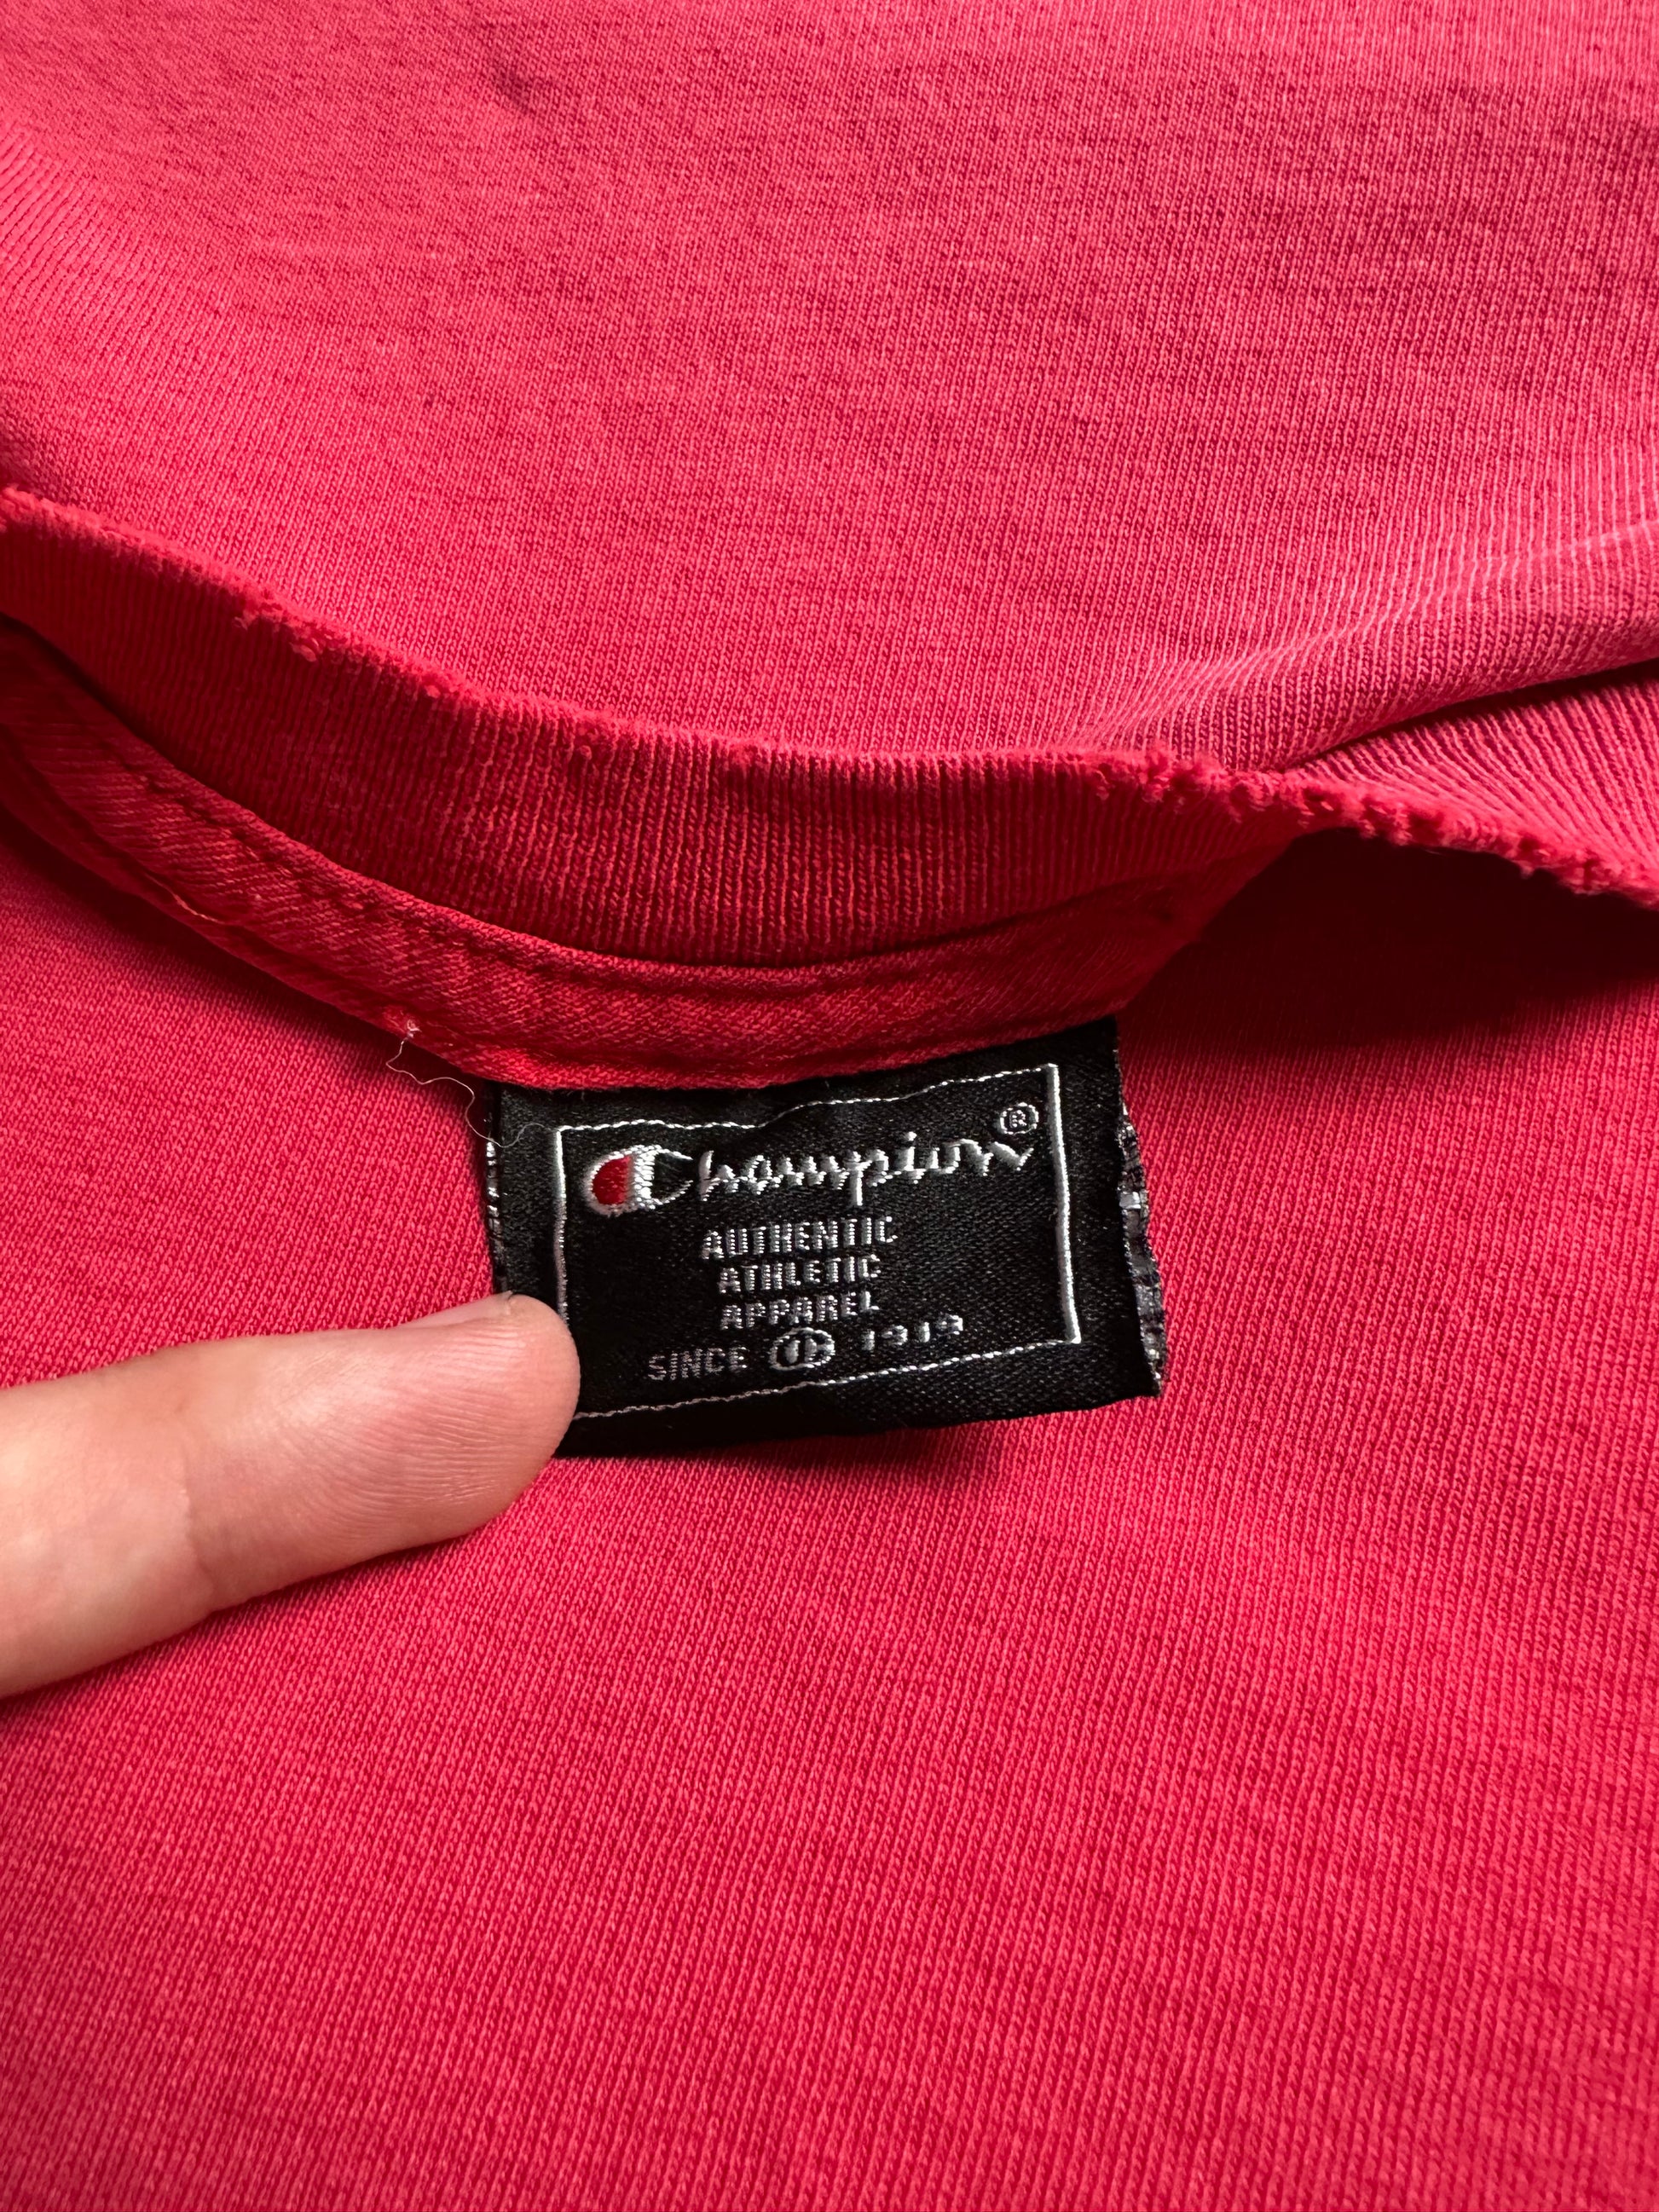 Champion®
AUTHENTIC
ATHLETIC
APPAREL
SINCE 1919